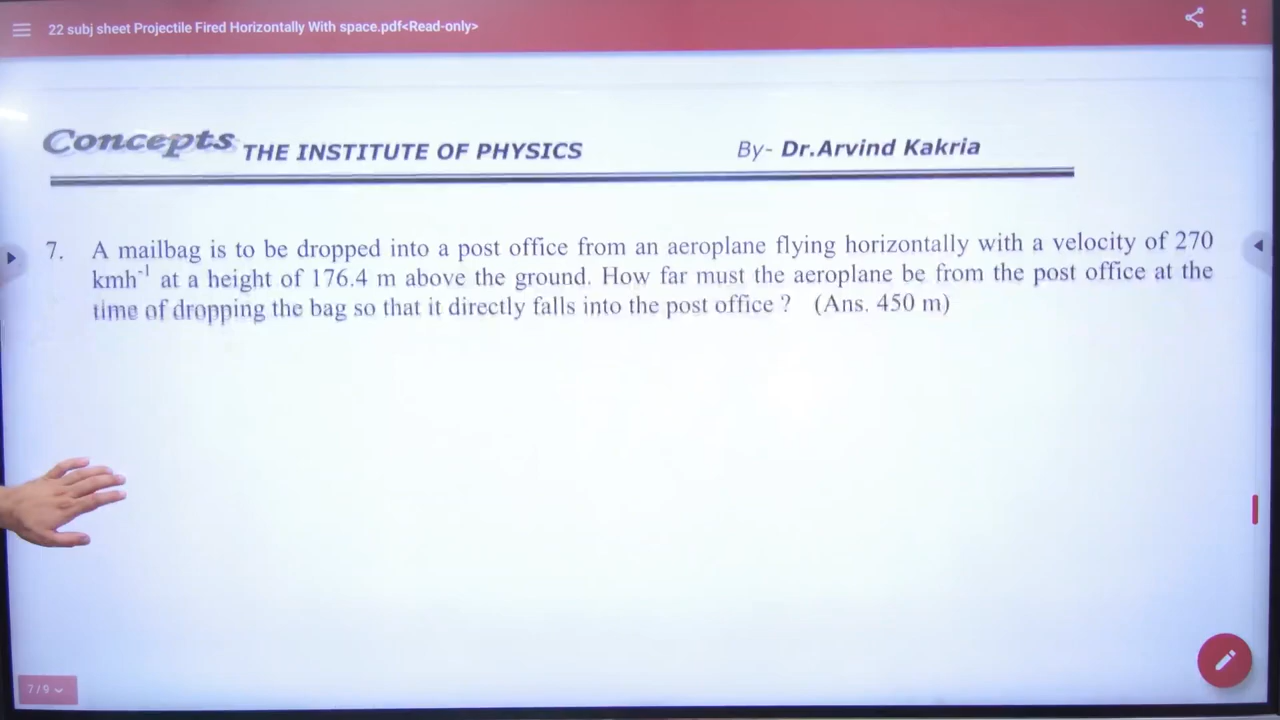 22 subj sheet Projectile Fired Horizontally With space.pdf<Read-only>
Concepts THE INSTITUTE OF PHYSICS By- Dr.Arvind Kakria
7. A mailbag is to be dropped into a post office from an aeroplane flying horizontally with a velocity of 270
kmh⁻¹ at a height of 176.4 m above the ground. How far must the aeroplane be from the post office at the
time of dropping the bag so that it directly falls into the post office ? (Ans. 450 m)
7/9